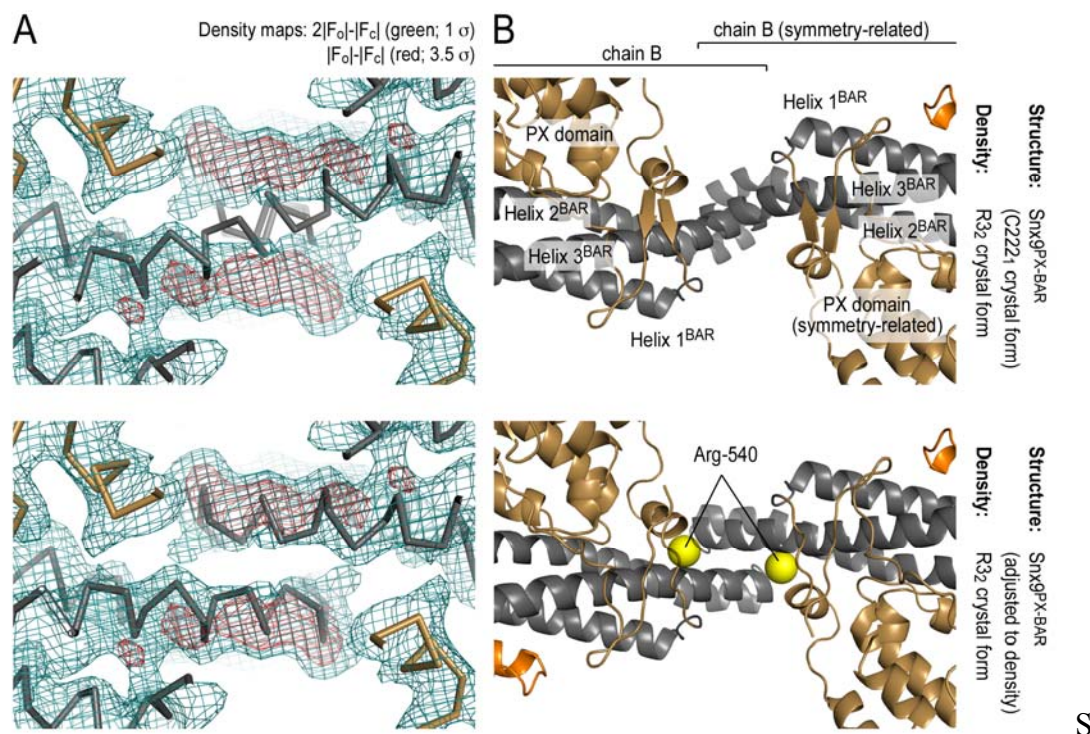 A
Density maps: 2|Fo|-|Fc| (green; 1 σ)
|Fo|-|Fc| (red; 3.5 σ)
B
chain B (symmetry-related)
chain B
Helix 1BAR
PX domain
Helix 2BAR
Helix 3BAR
Helix 3BAR
Helix 2BAR
PX domain
(symmetry-related)
Helix 1BAR
Structure: Snx9PX-BAR
(C2221 crystal form)
Density: R32 crystal form
Arg-540
Structure: Snx9PX-BAR
(adjusted to density)
Density: R32 crystal form
S